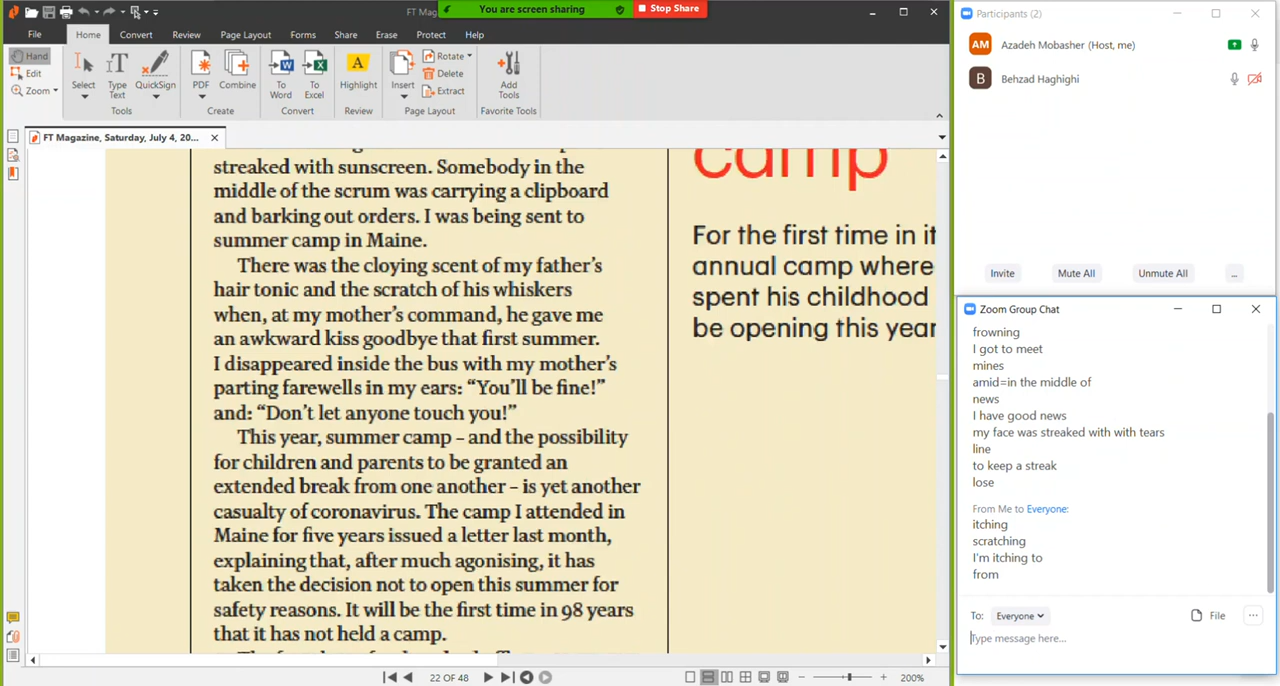 FT Mag
You are screen sharing
Stop Share
File
Home
Convert
Review
Page Layout
Forms
Share
Erase
Protect
Help
Hand
Edit
Zoom
Select
Type
Text
QuickSign
Tools
PDF
Combine
Create
To
Word
To
Excel
Convert
Highlight
Review
Insert
Rotate
Delete
Extract
Page Layout
Add
Tools
Favorite Tools
FT Magazine, Saturday, July 4, 20...
streaked with sunscreen. Somebody in the
middle of the scrum was carrying a clipboard
and barking out orders. I was being sent to
summer camp in Maine.
There was the cloying scent of my father's
hair tonic and the scratch of his whiskers
when, at my mother's command, he gave me
an awkward kiss goodbye that first summer.
I disappeared inside the bus with my mother's
parting farewells in my ears: “You'll be fine!”
and: “Don't let anyone touch you!”
This year, summer camp – and the possibility
for children and parents to be granted an
extended break from one another – is yet another
casualty of coronavirus. The camp I attended in
Maine for five years issued a letter last month,
explaining that, after much agonising, it has
taken the decision not to open this summer for
safety reasons. It will be the first time in 98 years
that it has not held a camp.
camp
For the first time in it
annual camp where
spent his childhood
be opening this year
22 OF 48
200%
Participants (2)
AM
Azadeh Mobasher (Host, me)
B
Behzad Haghighi
Invite
Mute All
Unmute All
...
Zoom Group Chat
frowning
I got to meet
mines
amid=in the middle of
news
I have good news
my face was streaked with with tears
line
to keep a streak
lose
From Me to Everyone:
itching
scratching
I'm itching to
from
To:
Everyone
File
...
Type message here...